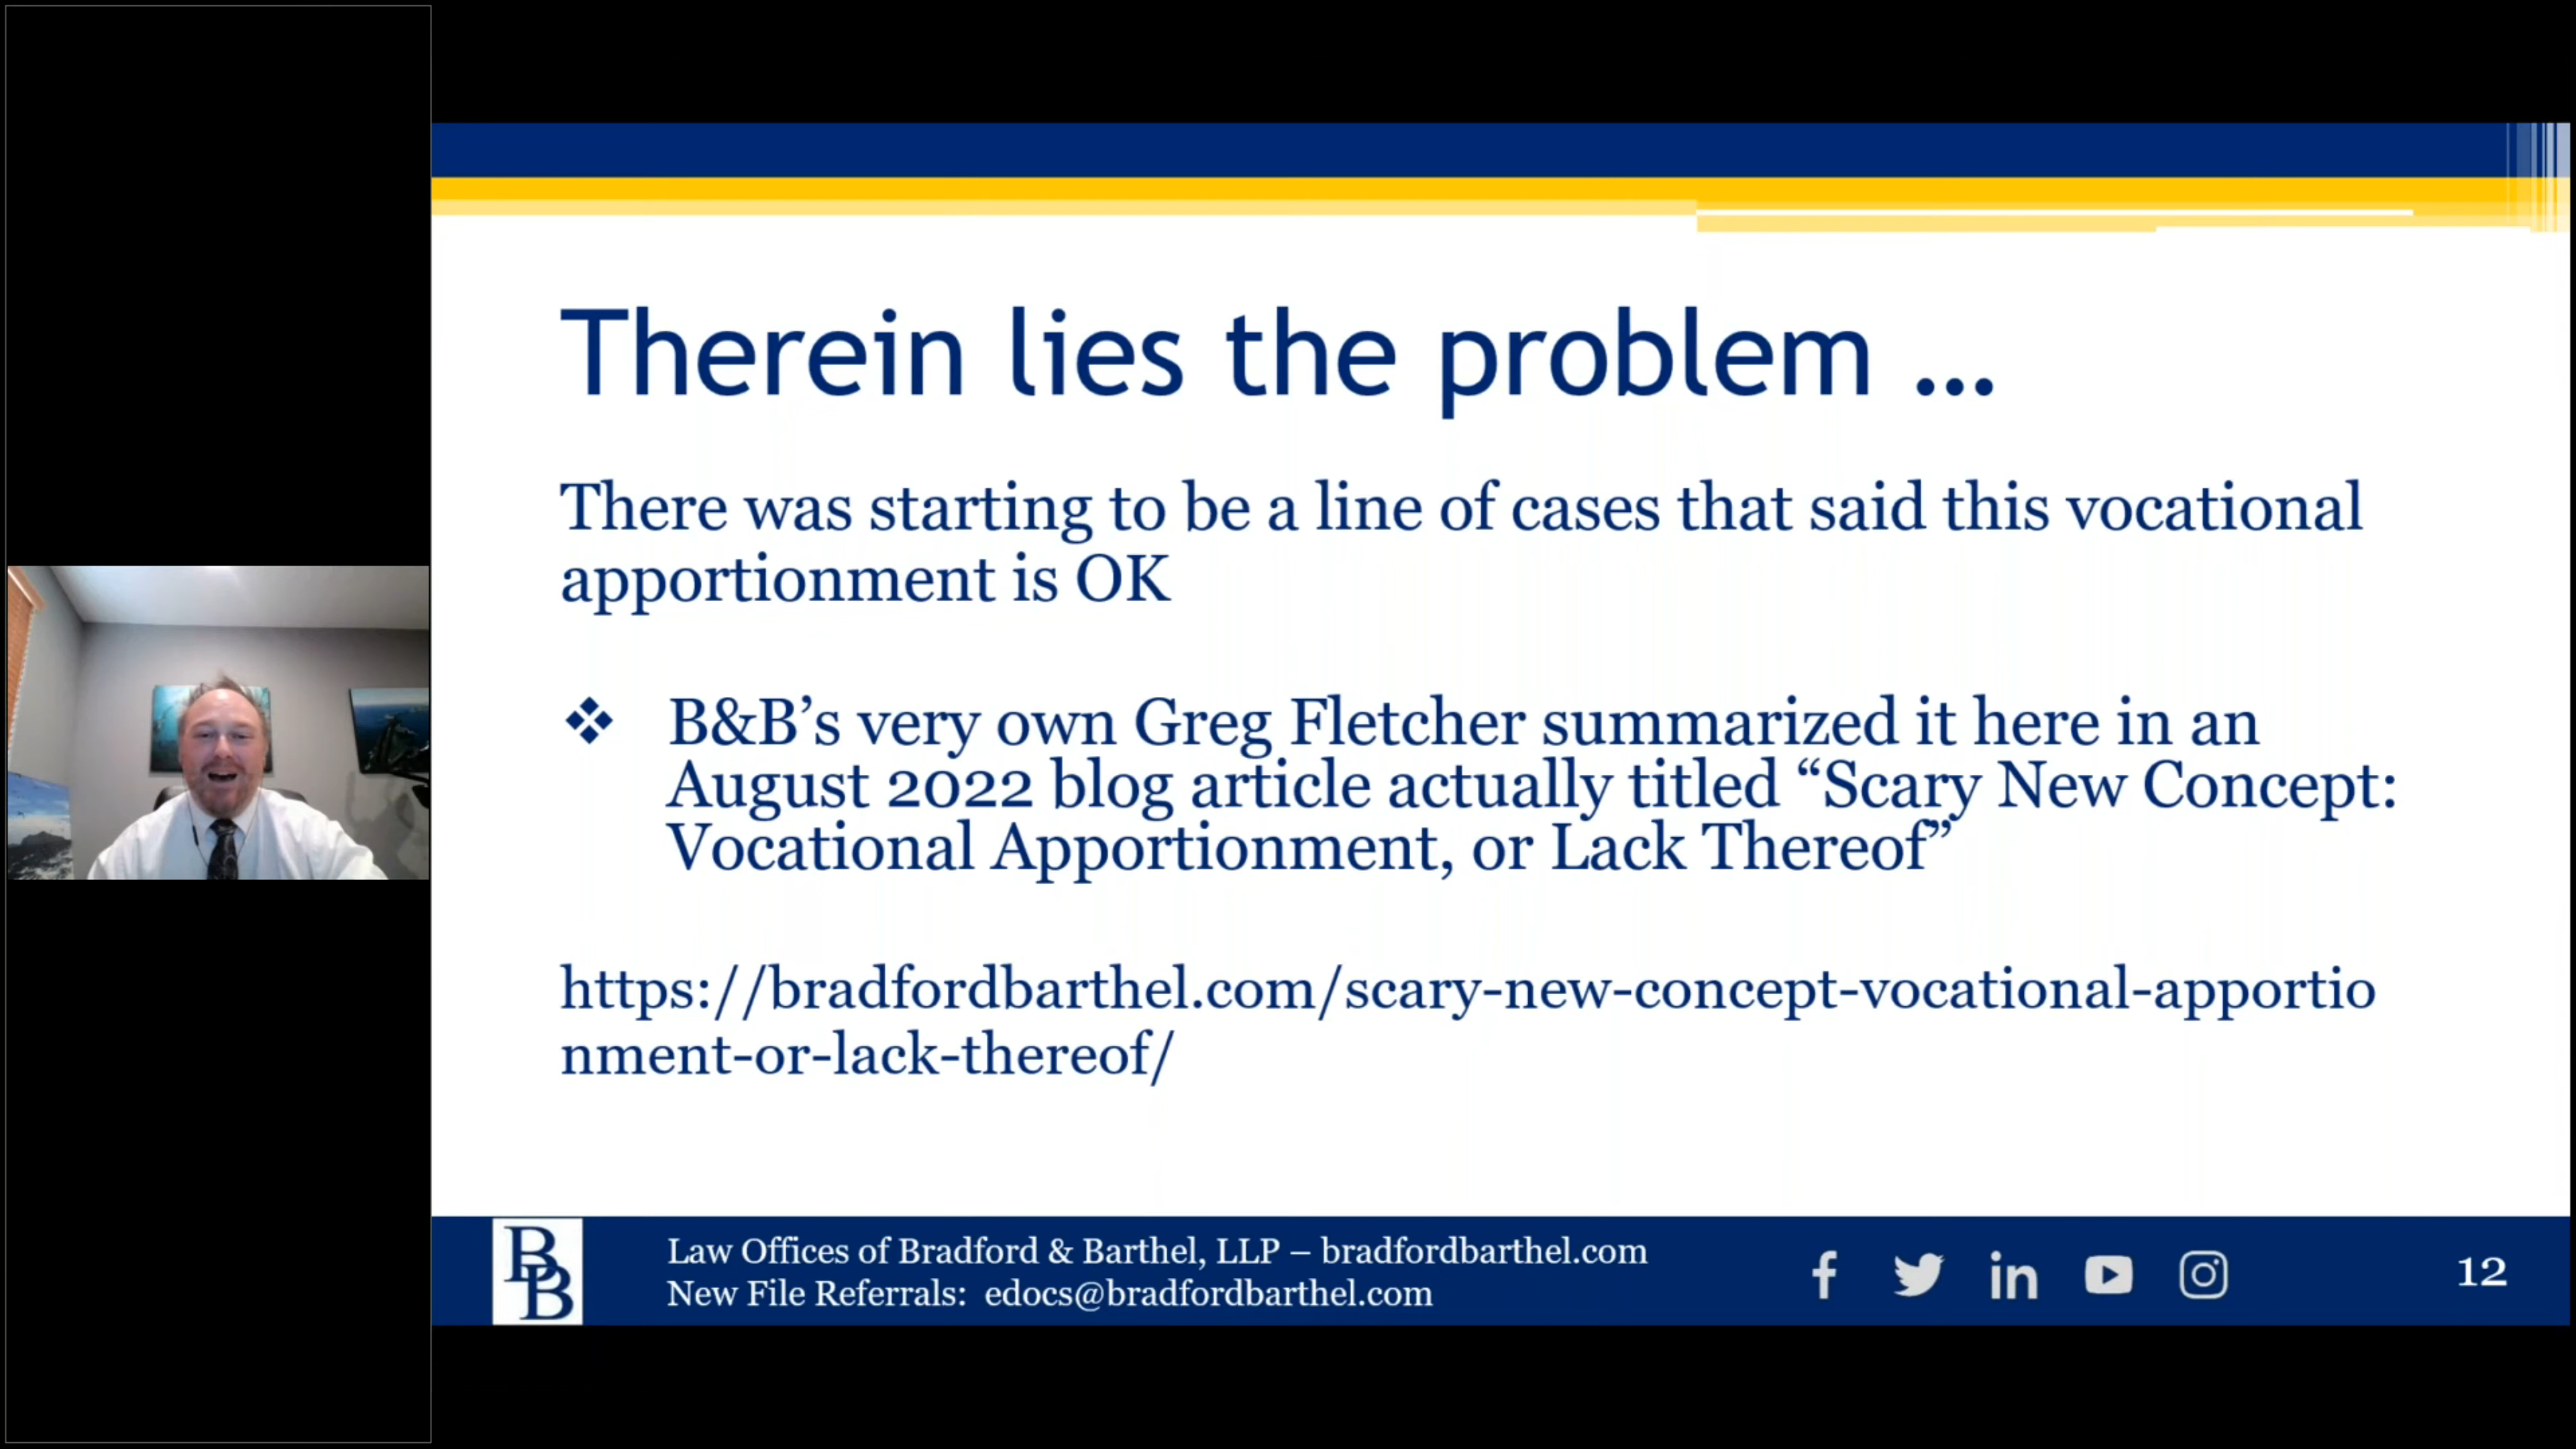 Therein lies the problem ...
There was starting to be a line of cases that said this vocational
apportionment is OK
❖ B&B’s very own Greg Fletcher summarized it here in an
August 2022 blog article actually titled “Scary New Concept:
Vocational Apportionment, or Lack Thereof”
https://bradfordbarthel.com/scary-new-concept-vocational-apportio
nment-or-lack-thereof/
BB
Law Offices of Bradford & Barthel, LLP – bradfordbarthel.com
New File Referrals: edocs@bradfordbarthel.com
12